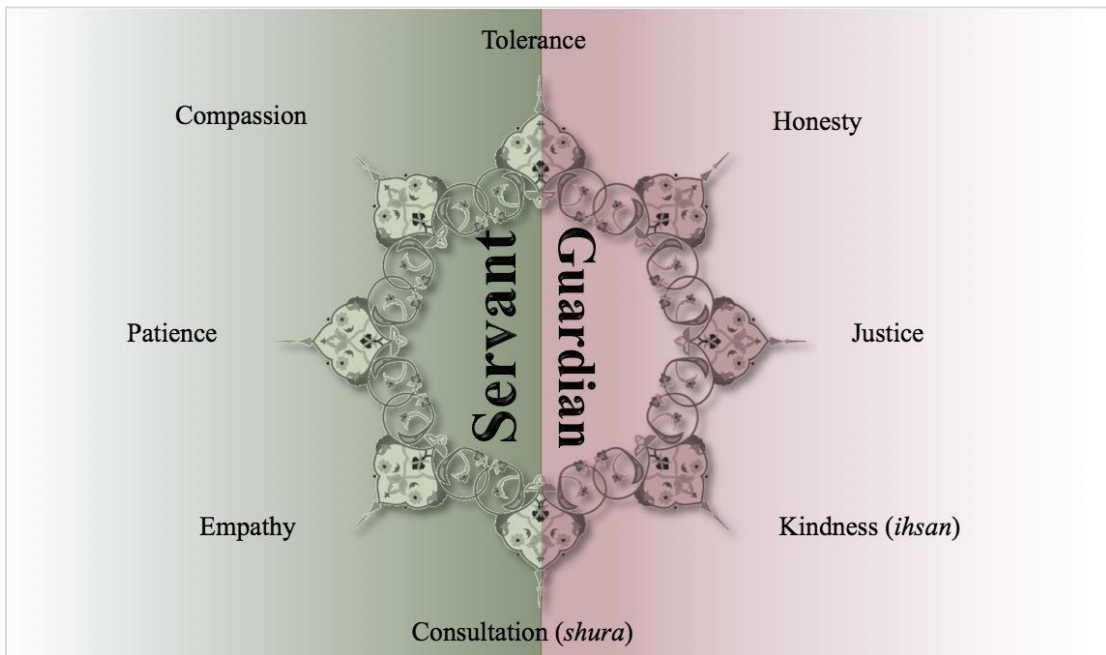 Tolerance
Compassion
Honesty
Servant
Guardian
Patience
Justice
Empathy
Kindness (ihsan)
Consultation (shura)